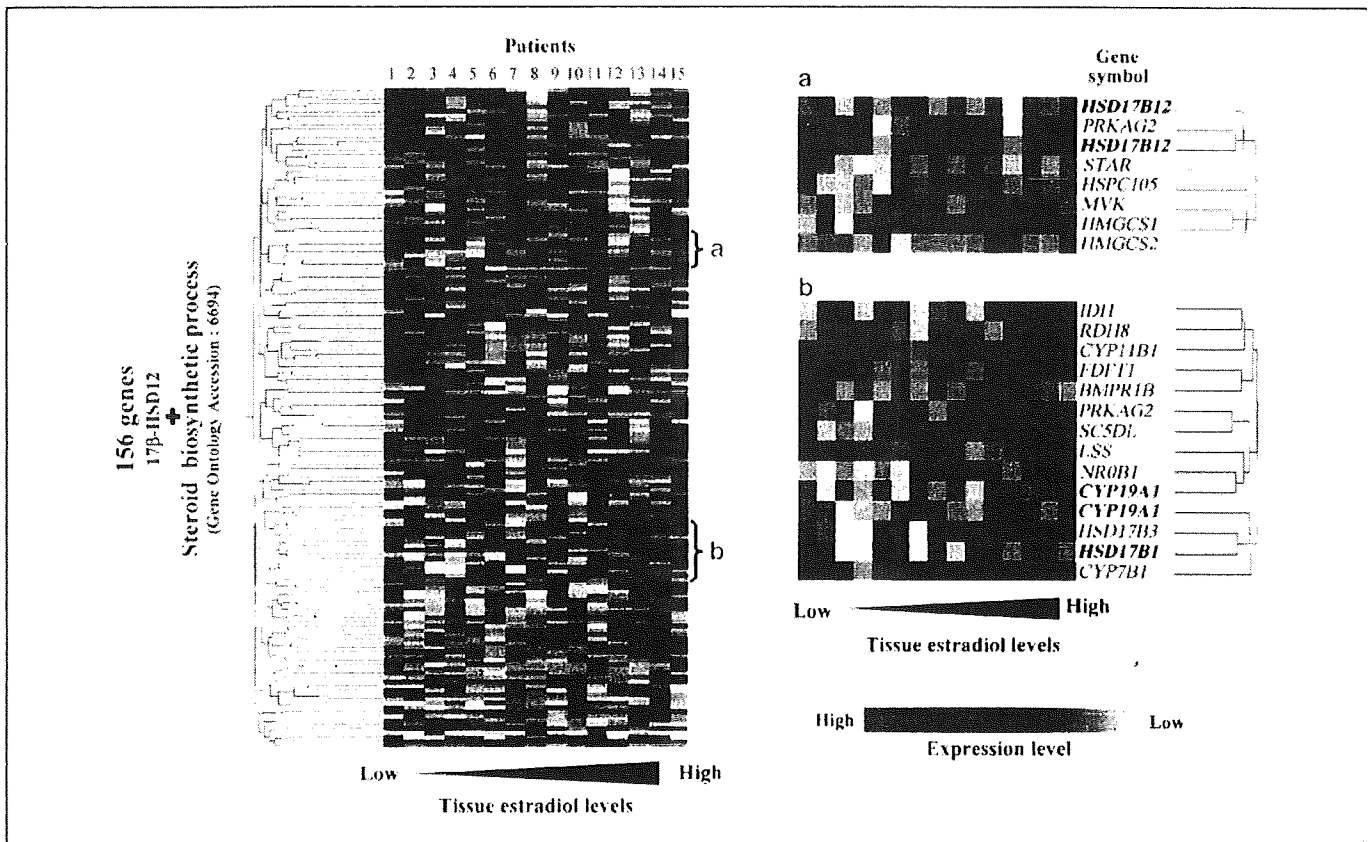 Patients
1 2 3 4 5 6 7 8 9 10 11 12 13 14 15
156 genes
17β-HSD12
+
Steroid biosynthetic process
(Gene Ontology Accession : 6694)
a
b
Low High
Tissue estradiol levels
a
Gene
symbol
HSD17B12
PRKAG2
HSD17B12
STAR
HSPC105
MVK
HMGCS1
HMGCS2
b
IDI1
RDH8
CYP11B1
FDFT1
BMPR1B
PRKAG2
SC5DL
LSS
NR0B1
CYP19A1
CYP19A1
HSD17B3
HSD17B1
CYP7B1
Low High
Tissue estradiol levels
High Low
Expression level